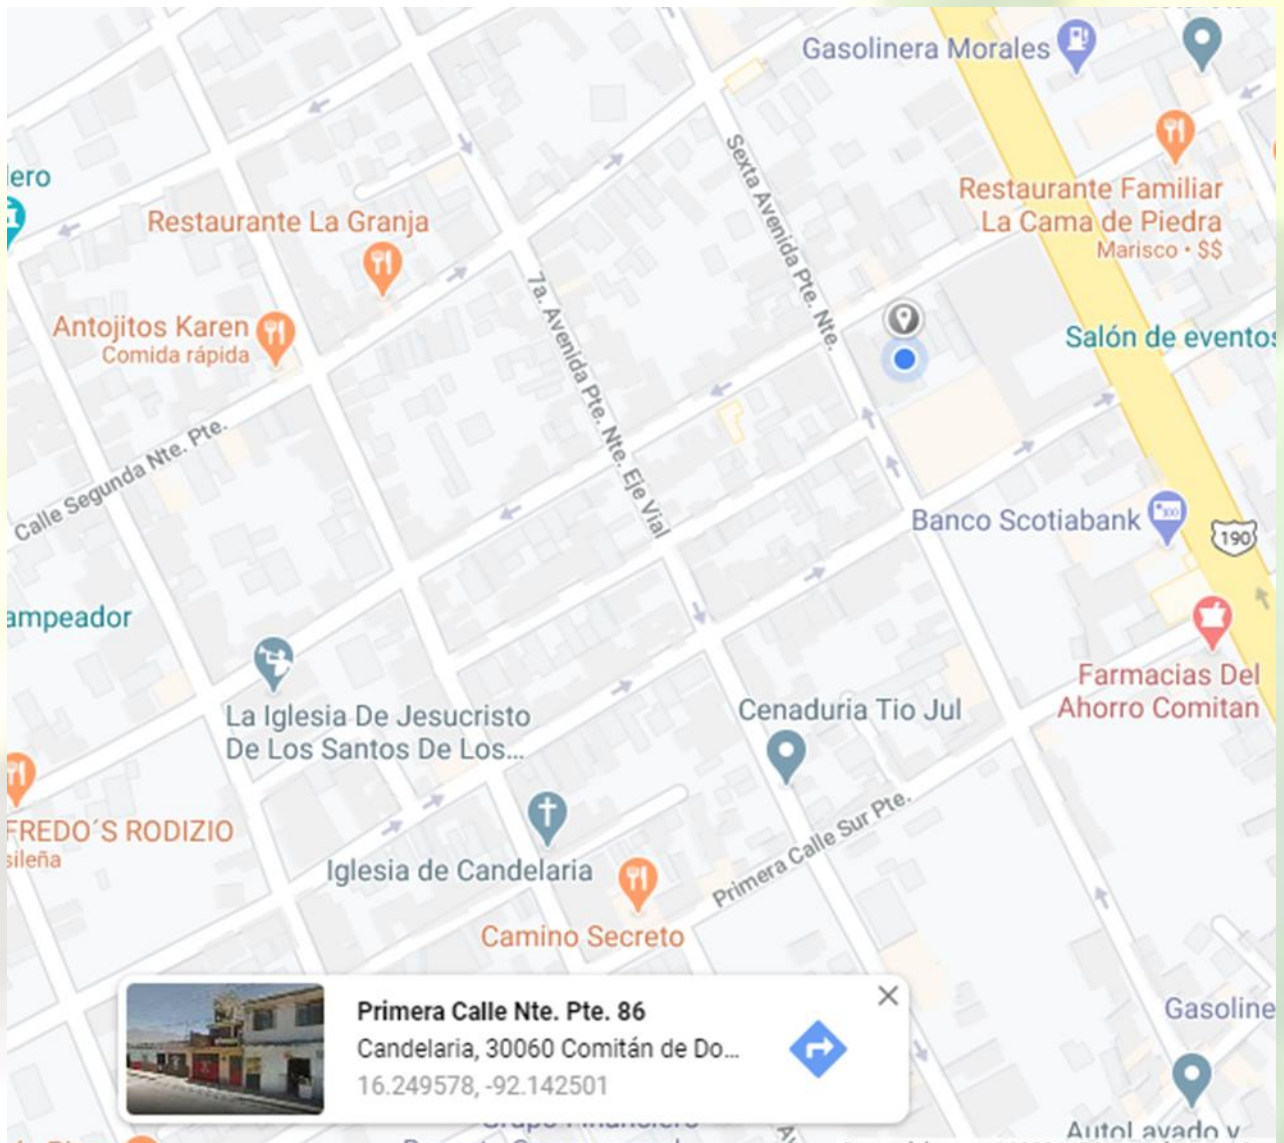 Gasolinera Morales
Restaurante Familiar
La Cama de Piedra
Marisco · $$
lero
Restaurante La Granja
Sexta Avenida Pte. Nte.
Antojitos Karen
Comida rápida
7a. Avenida Pte. Nte. Eje Vial
Salón de eventos
Calle Segunda Nte. Pte.
Banco Scotiabank
190
ampeador
Farmacias Del
Ahorro Comitan
La Iglesia De Jesucristo
De Los Santos De Los...
Cenaduria Tio Jul
FREDO´S RODIZIO
sileña
Iglesia de Candelaria
Primera Calle Sur Pte.
Camino Secreto
Primera Calle Nte. Pte. 86
Candelaria, 30060 Comitán de Do...
16.249578, -92.142501
Gasoline
AutoLavado y